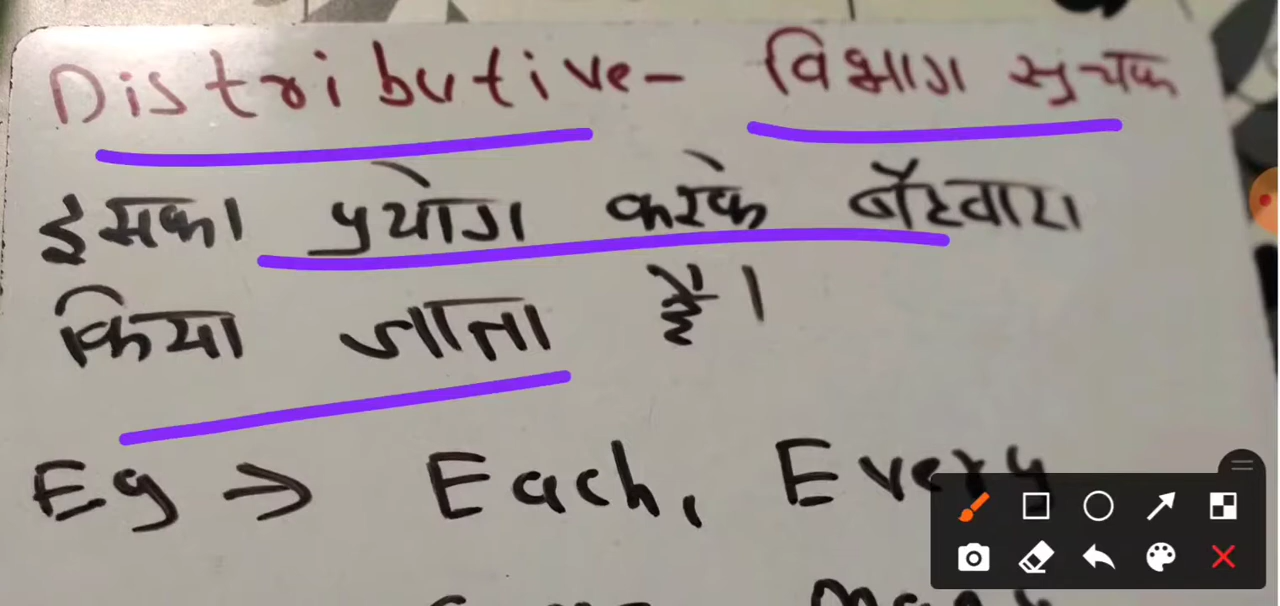 Distributive - विभाग सुचक
इसका प्रयोग करके बँटवारा
किया जाता है।
Eg → Each, Every